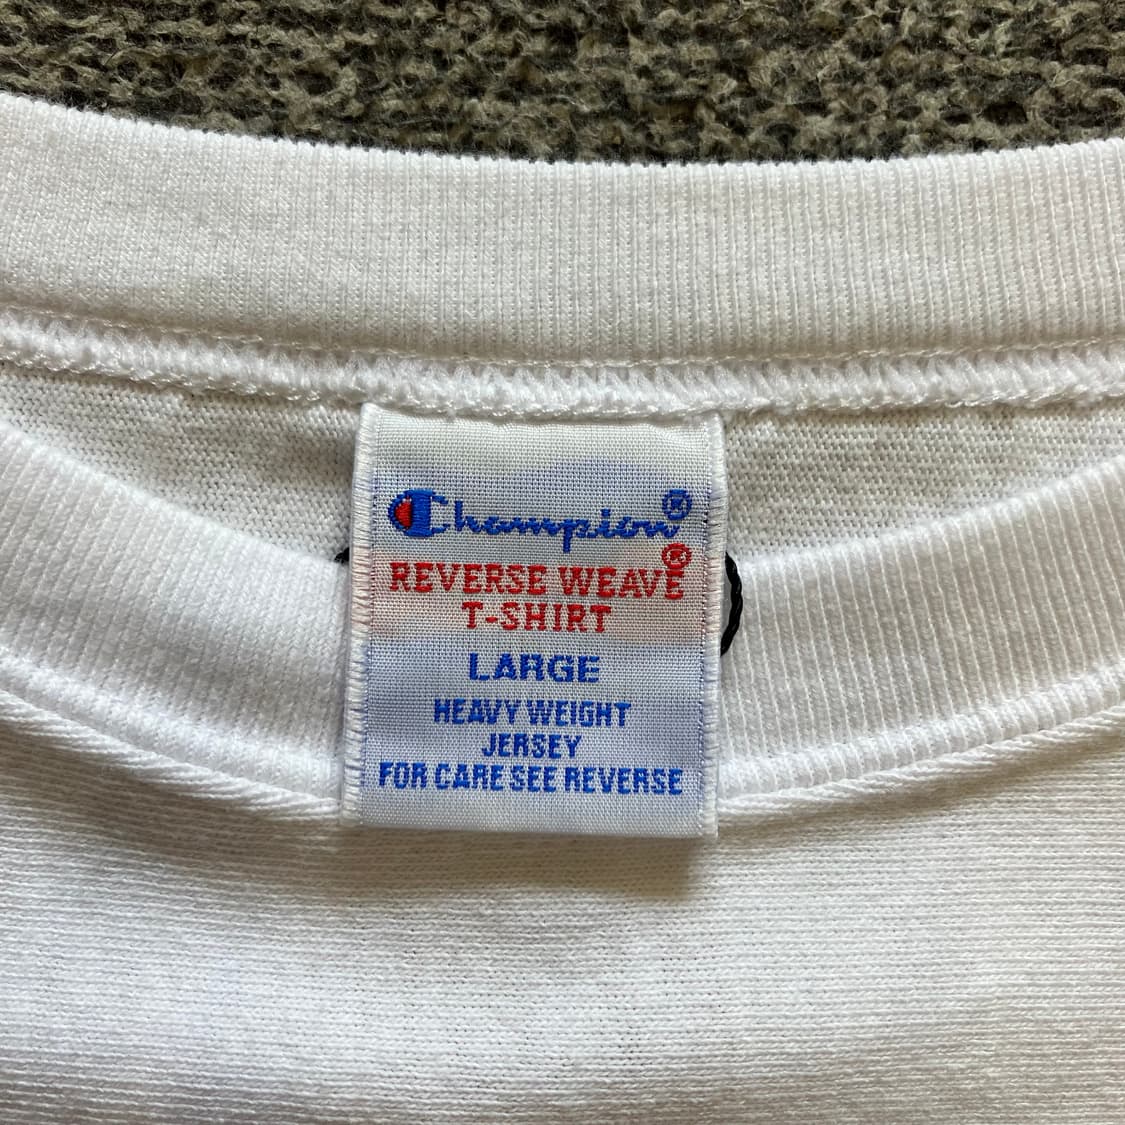 Champion®
REVERSE WEAVE®
T-SHIRT
LARGE
HEAVY WEIGHT
JERSEY
FOR CARE SEE REVERSE